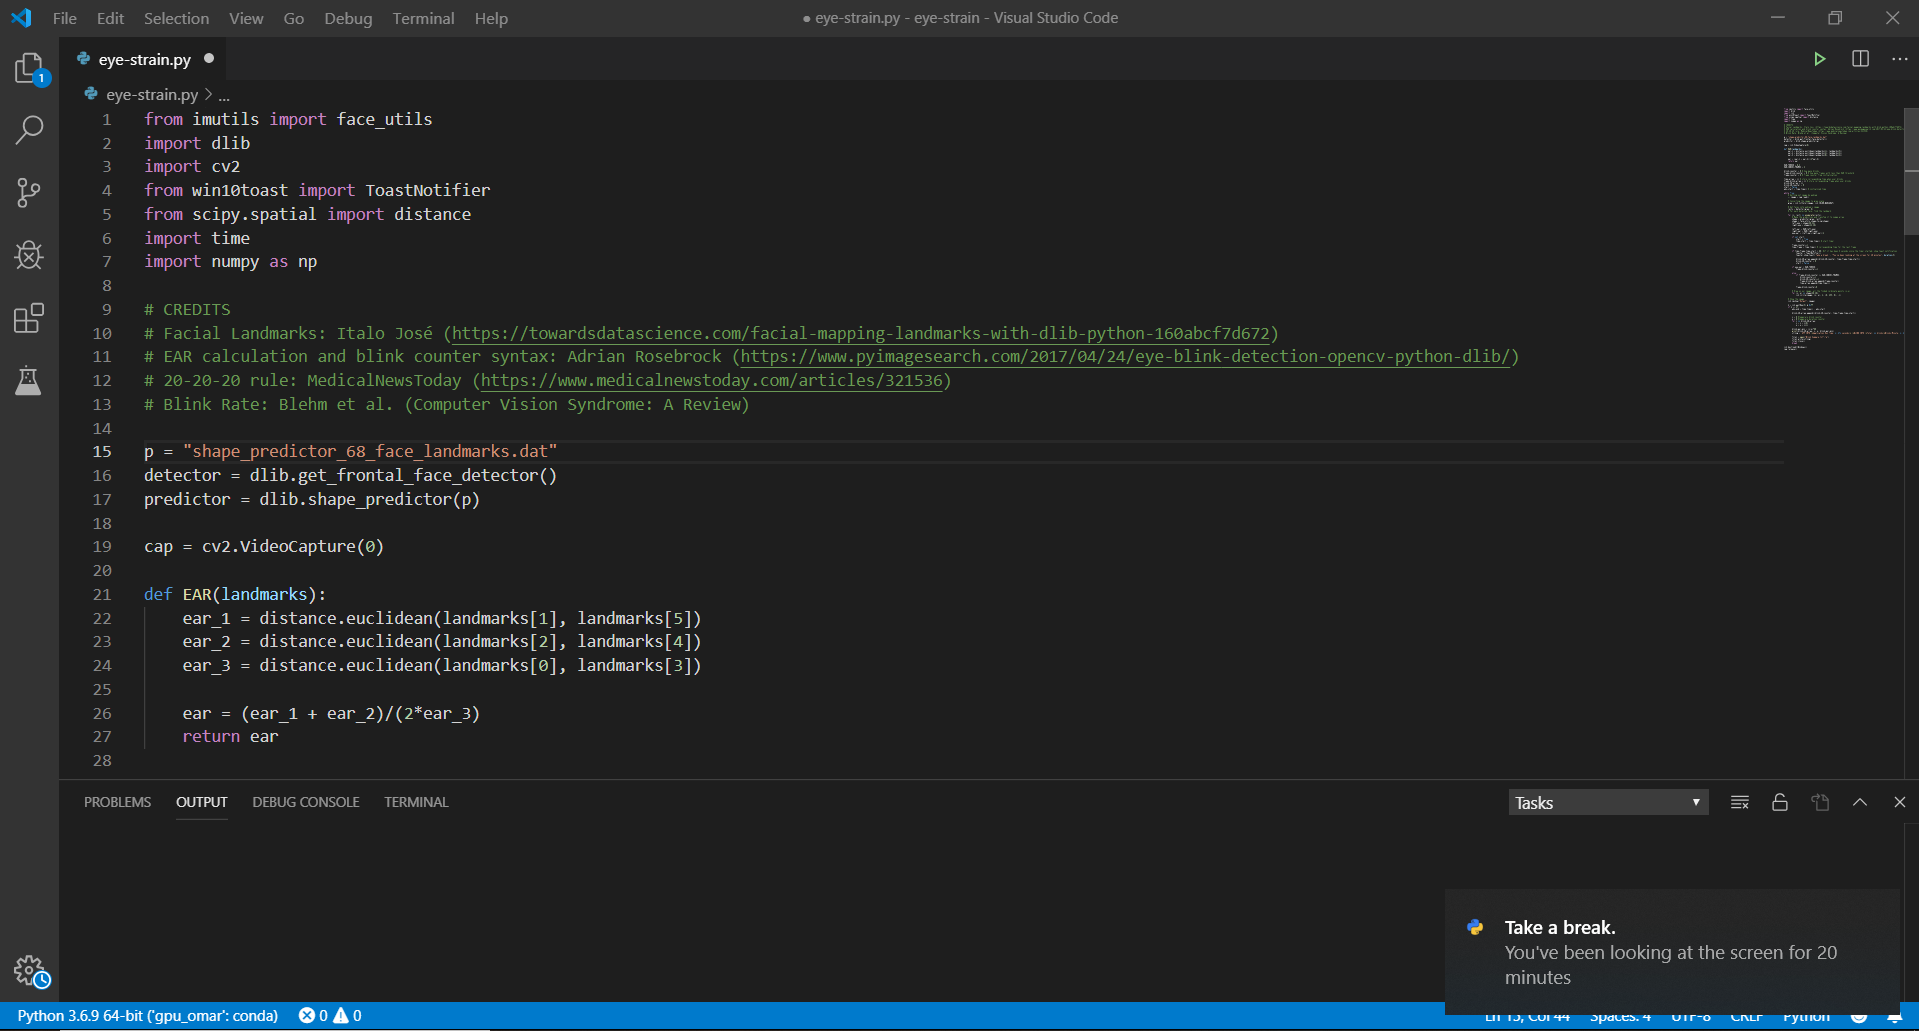 File Edit Selection View Go Debug Terminal Help
● eye-strain.py - eye-strain - Visual Studio Code
1
eye-strain.py
eye-strain.py > ...
1 from imutils import face_utils
2 import dlib
3 import cv2
4 from win10toast import ToastNotifier
5 from scipy.spatial import distance
6 import time
7 import numpy as np
8
9 # CREDITS
10 # Facial Landmarks: Italo José (https://towardsdatascience.com/facial-mapping-landmarks-with-dlib-python-160abcf7d672)
11 # EAR calculation and blink counter syntax: Adrian Rosebrock (https://www.pyimagesearch.com/2017/04/24/eye-blink-detection-opencv-python-dlib/)
12 # 20-20-20 rule: MedicalNewsToday (https://www.medicalnewstoday.com/articles/321536)
13 # Blink Rate: Blehm et al. (Computer Vision Syndrome: A Review)
14
15 p = "shape_predictor_68_face_landmarks.dat"
16 detector = dlib.get_frontal_face_detector()
17 predictor = dlib.shape_predictor(p)
18
19 cap = cv2.VideoCapture(0)
20
21 def EAR(landmarks):
22 ear_1 = distance.euclidean(landmarks[1], landmarks[5])
23 ear_2 = distance.euclidean(landmarks[2], landmarks[4])
24 ear_3 = distance.euclidean(landmarks[0], landmarks[3])
25
26 ear = (ear_1 + ear_2)/(2*ear_3)
27 return ear
28
PROBLEMS OUTPUT DEBUG CONSOLE TERMINAL
Tasks
Take a break.
You've been looking at the screen for 20
minutes
Python 3.6.9 64-bit ('gpu_omar': conda) 0 0
Ln 15, Col 44 Spaces: 4 UTF-8 CRLF Python